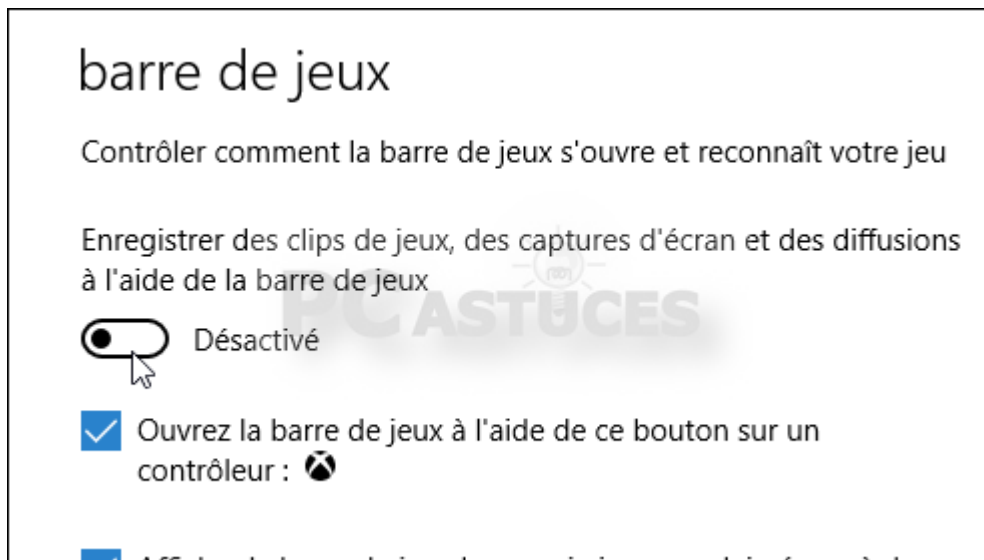 barre de jeux
Contrôler comment la barre de jeux s'ouvre et reconnaît votre jeu
Enregistrer des clips de jeux, des captures d'écran et des diffusions
à l'aide de la barre de jeux
PC ASTUCES
Désactivé
Ouvrez la barre de jeux à l'aide de ce bouton sur un
contrôleur :